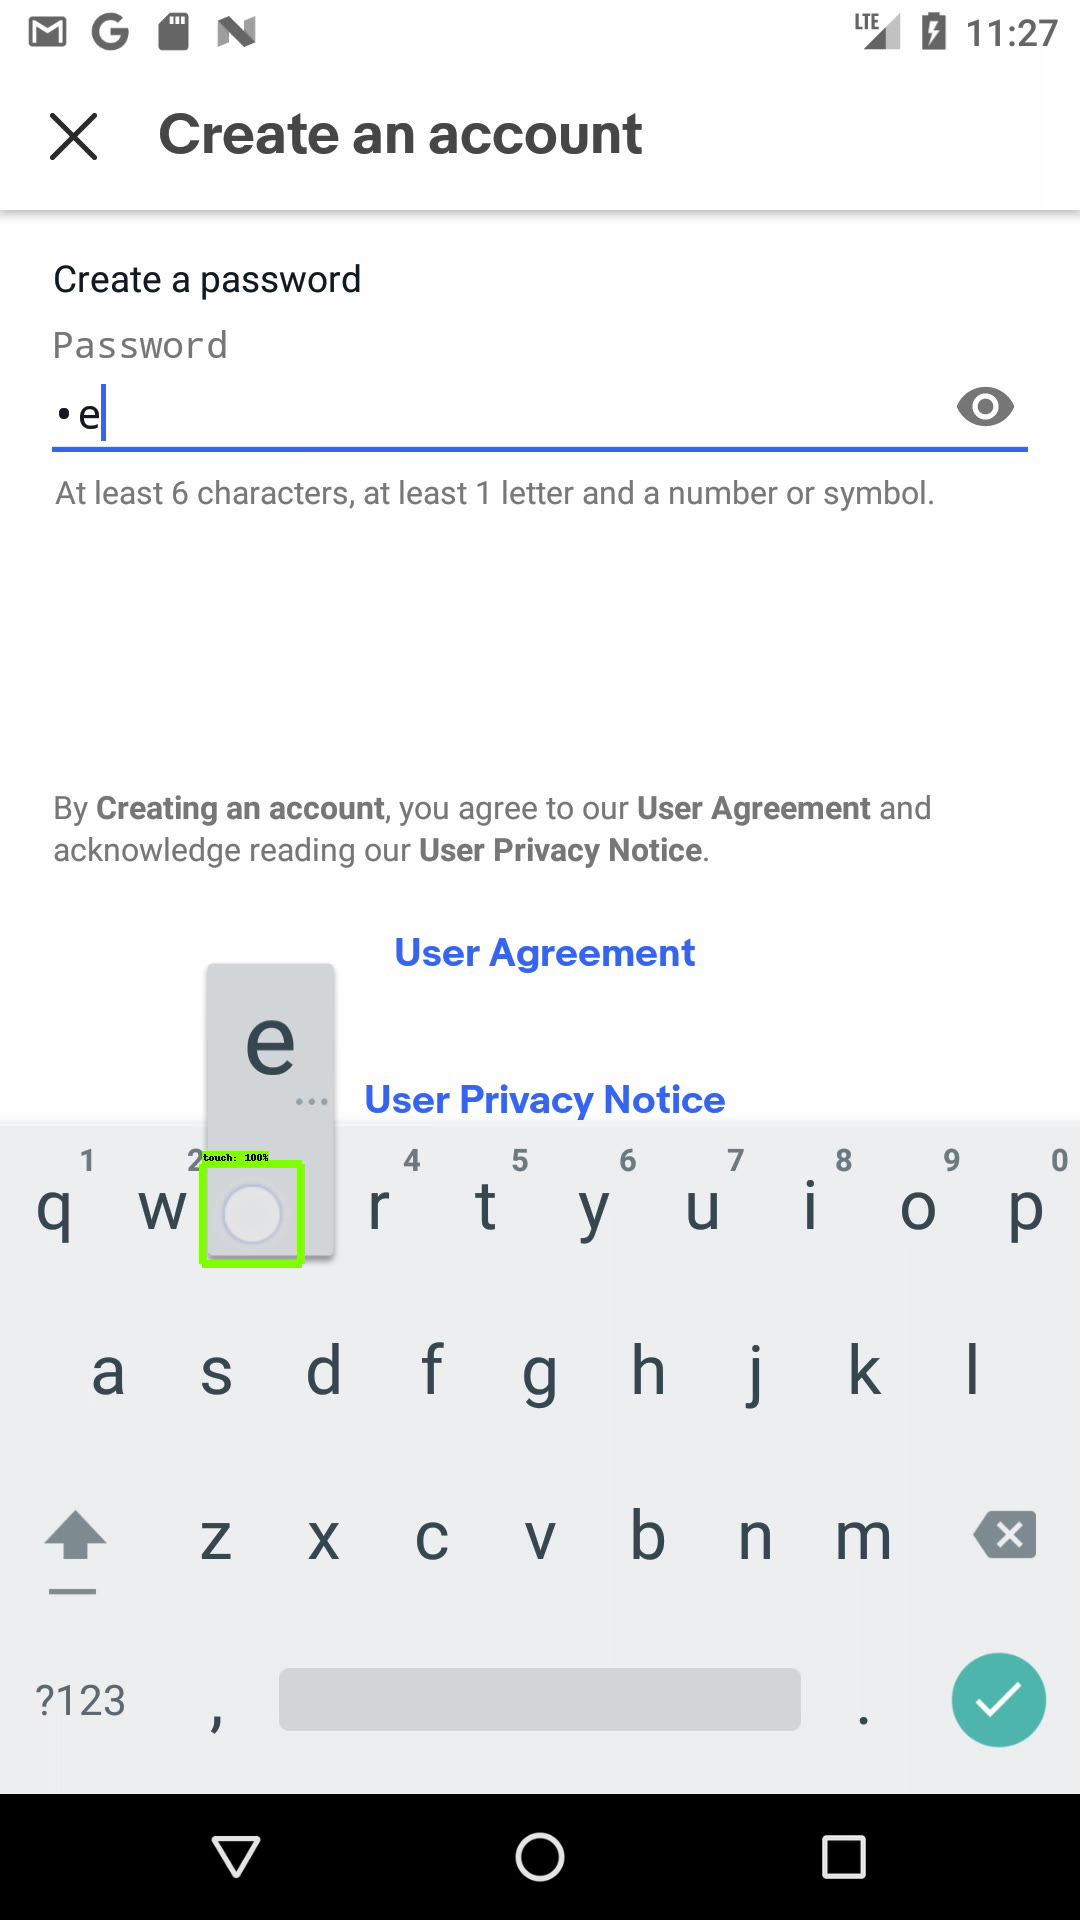 LTE 11:27
Create an account
Create a password
Password
•e
At least 6 characters, at least 1 letter and a number or symbol.
By Creating an account, you agree to our User Agreement and
acknowledge reading our User Privacy Notice.
User Agreement
e
...
User Privacy Notice
touch: 100%
1 2 4 5 6 7 8 9 0
q w r t y u i o p
a s d f g h j k l
z x c v b n m
?123 , .